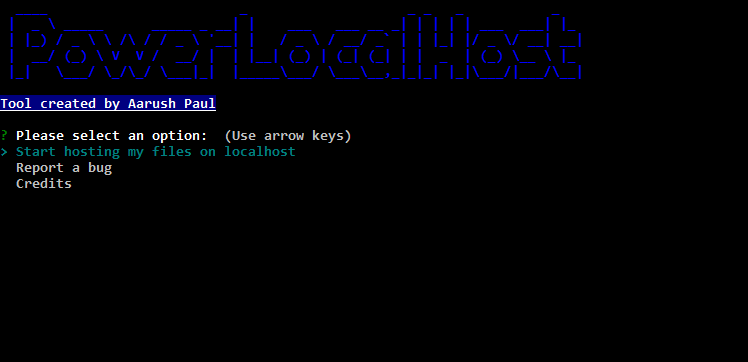 PowerLocalHost
Tool created by Aarush Paul
? Please select an option:  (Use arrow keys)
> Start hosting my files on localhost
Report a bug
Credits